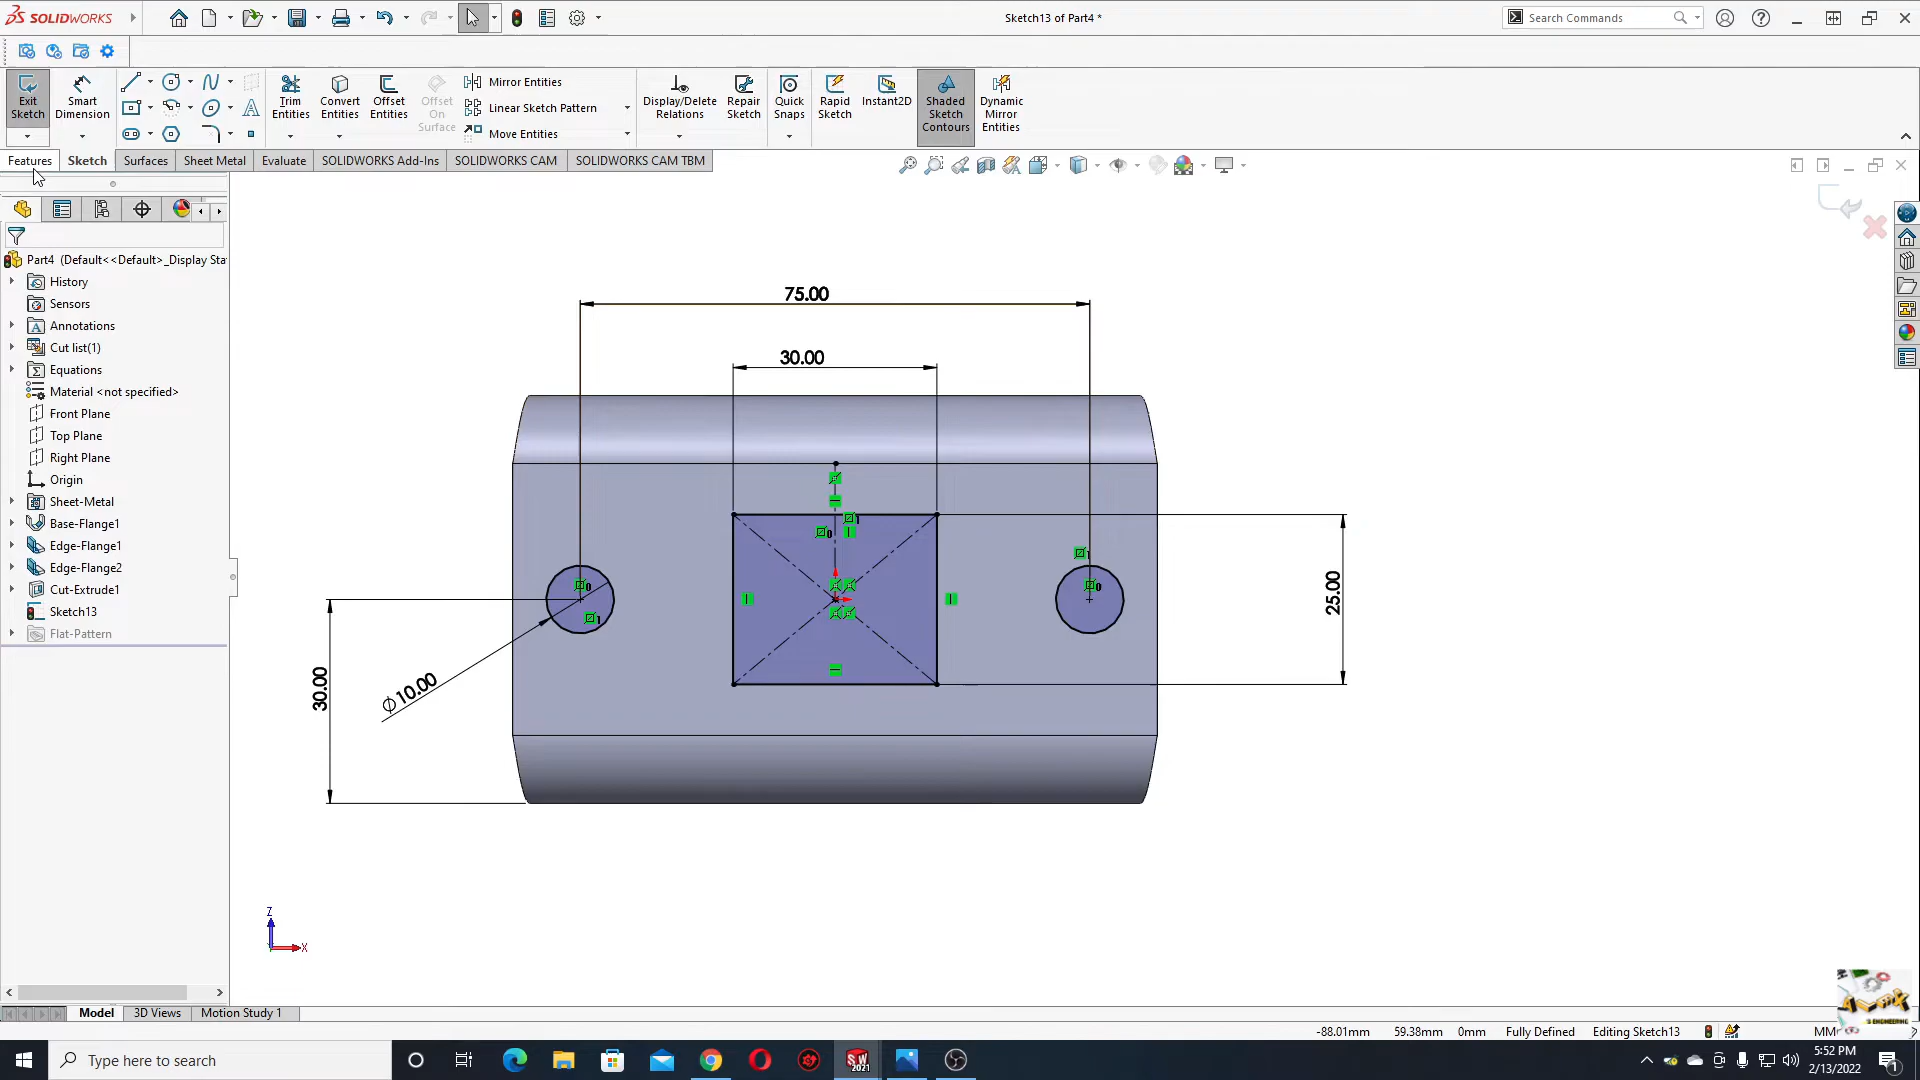 SOLIDWORKS
Sketch13 of Part4 *
Search Commands
Exit Sketch
Smart Dimension
Trim Entities
Convert Entities
Offset Entities
Offset On Surface
Mirror Entities
Linear Sketch Pattern
Move Entities
Display/Delete Relations
Repair Sketch
Quick Snaps
Rapid Sketch
Instant2D
Shaded Sketch Contours
Dynamic Mirror Entities
Features
Sketch
Surfaces
Sheet Metal
Evaluate
SOLIDWORKS Add-Ins
SOLIDWORKS CAM
SOLIDWORKS CAM TBM
Part4 (Default<<Default>_Display Sta
History
Sensors
Annotations
Cut list(1)
Equations
Material <not specified>
Front Plane
Top Plane
Right Plane
Origin
Sheet-Metal
Base-Flange1
Edge-Flange1
Edge-Flange2
Cut-Extrude1
Sketch13
Flat-Pattern
75.00
30.00
25.00
30.00
∅10.00
Z
X
Model
3D Views
Motion Study 1
-88.01mm
59.38mm
0mm
Fully Defined
Editing Sketch13
Type here to search
SW
2021
5:52 PM
2/13/2022
1